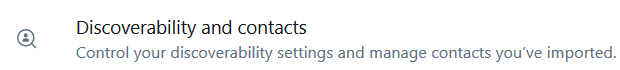 Discoverability and contacts
Control your discoverability settings and manage contacts you've imported.